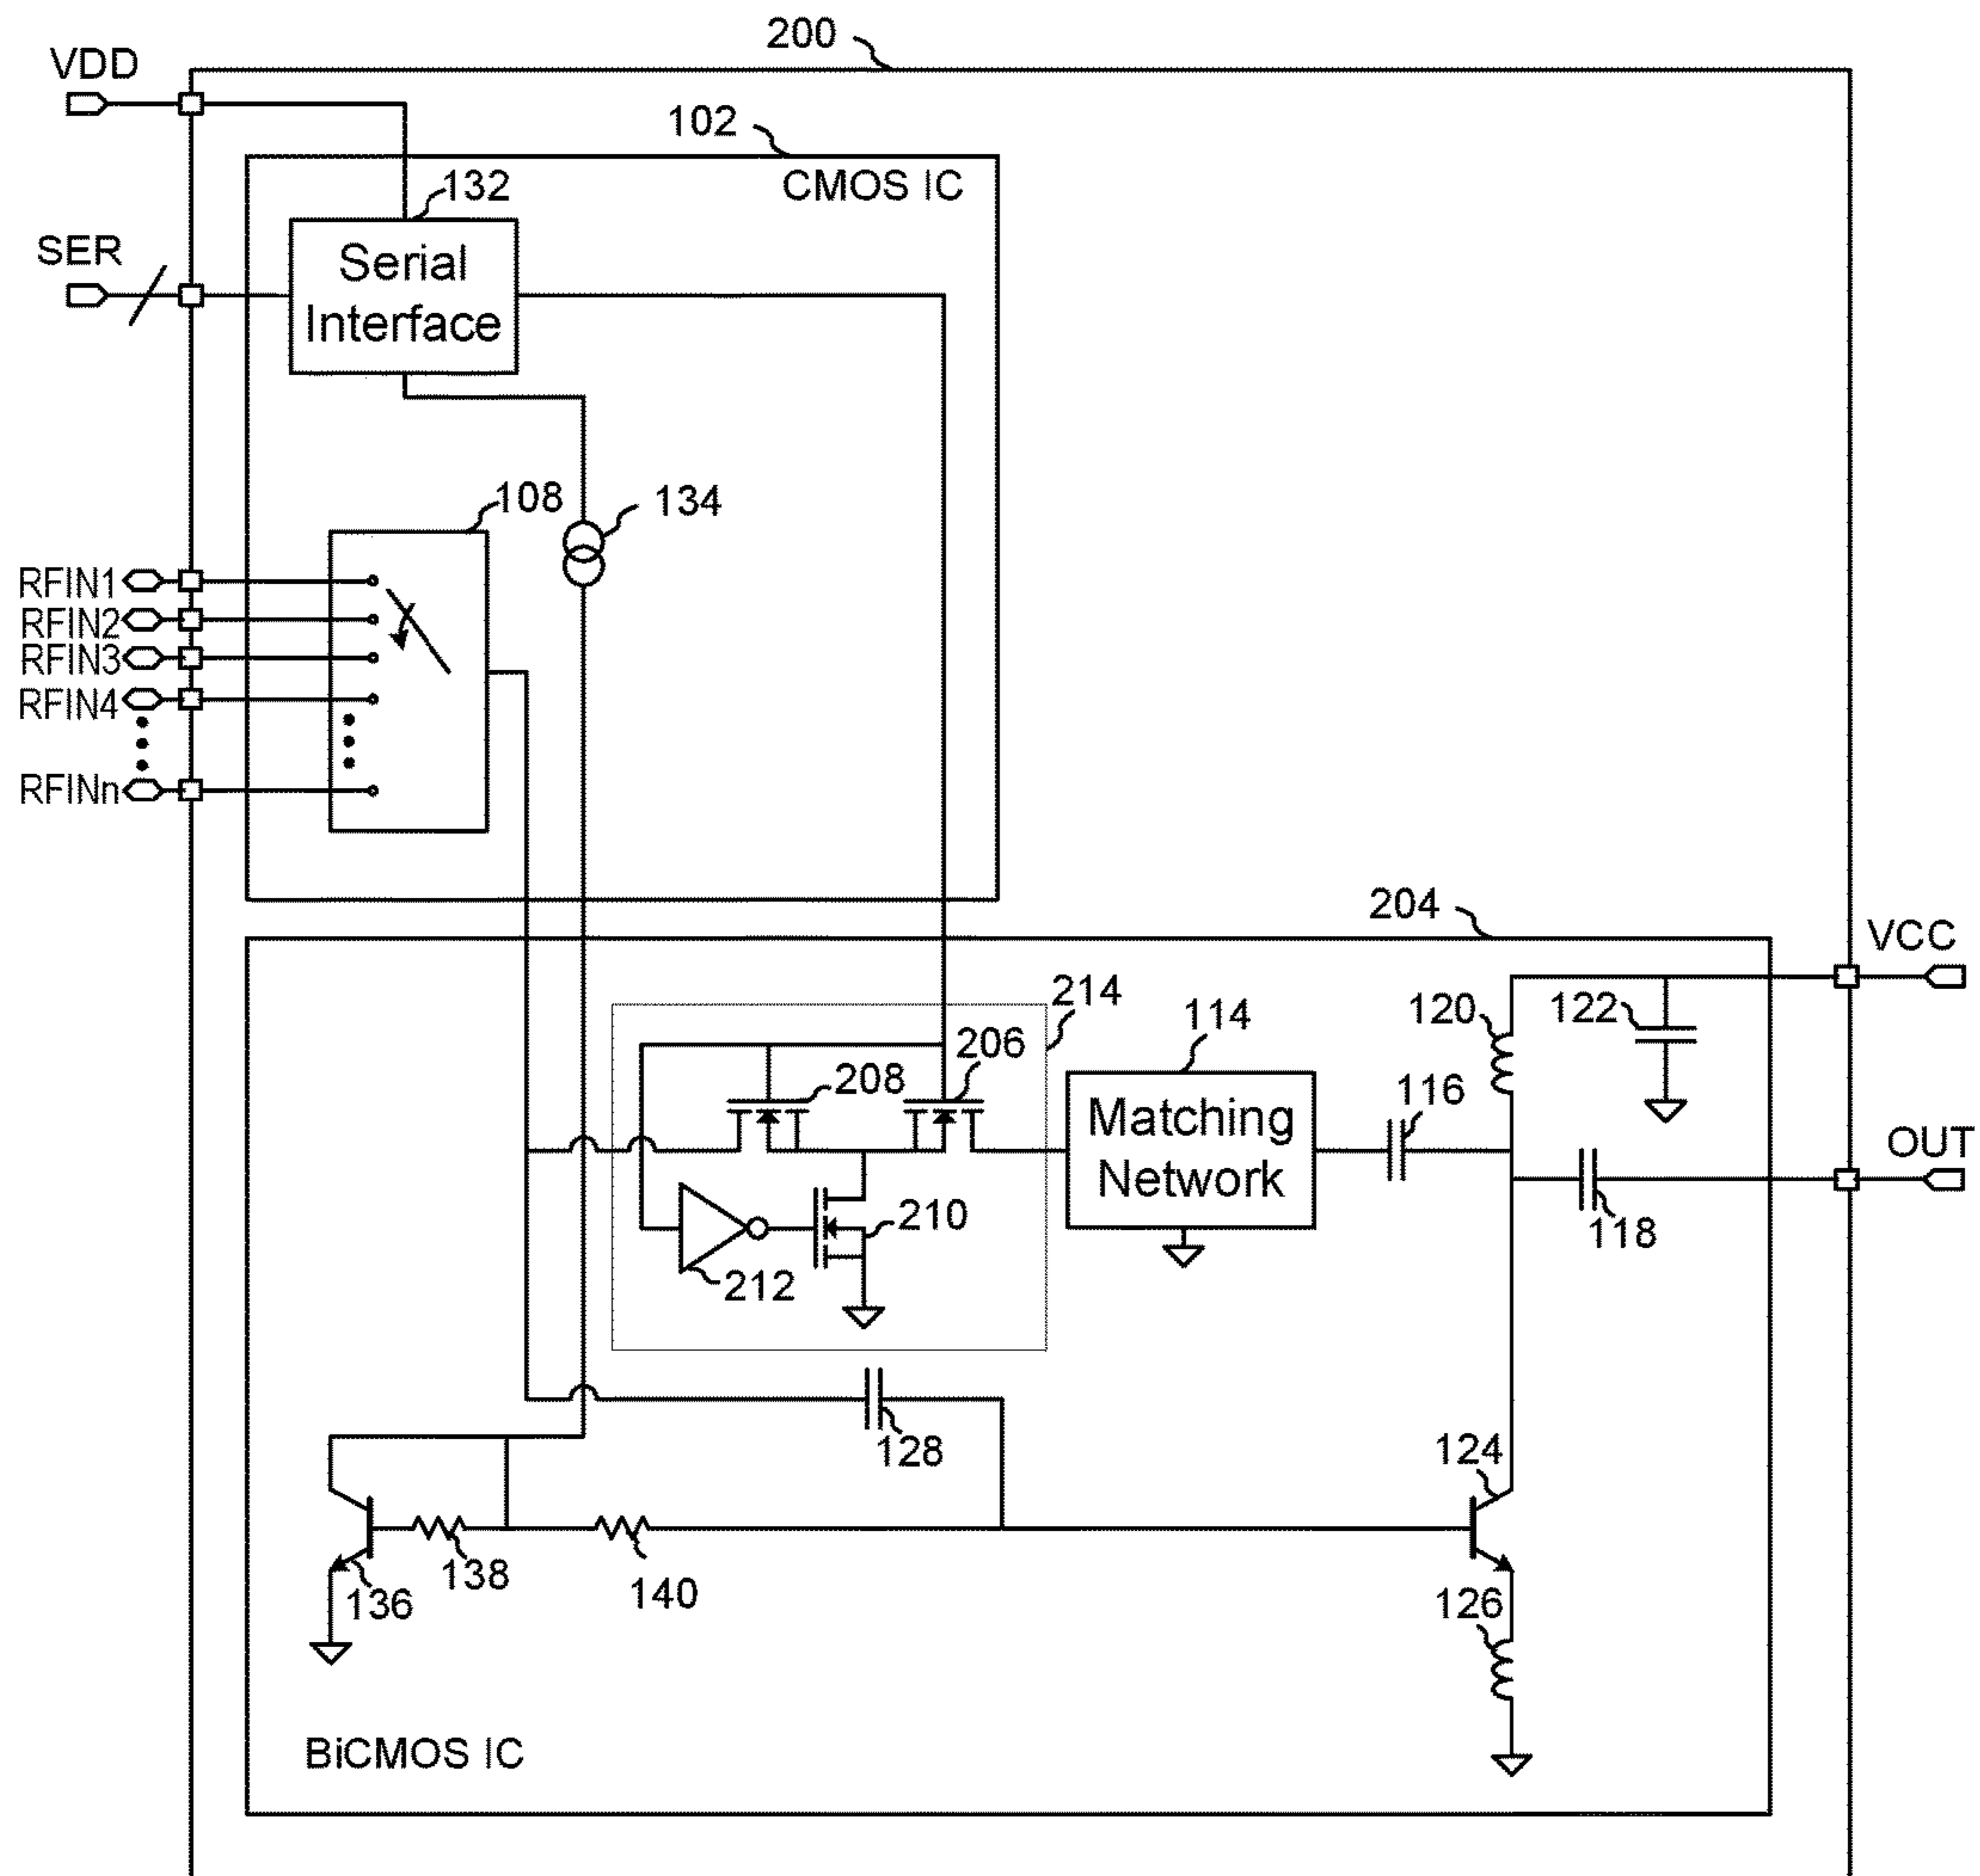 200
VDD
102
CMOS IC
132
SER
Serial
Interface
108
134
RFIN1
RFIN2
RFIN3
RFIN4
RFINn
204
VCC
214
114
120
122
206
208
116
Matching
Network
OUT
210
118
212
128
124
138
136
140
126
BiCMOS IC